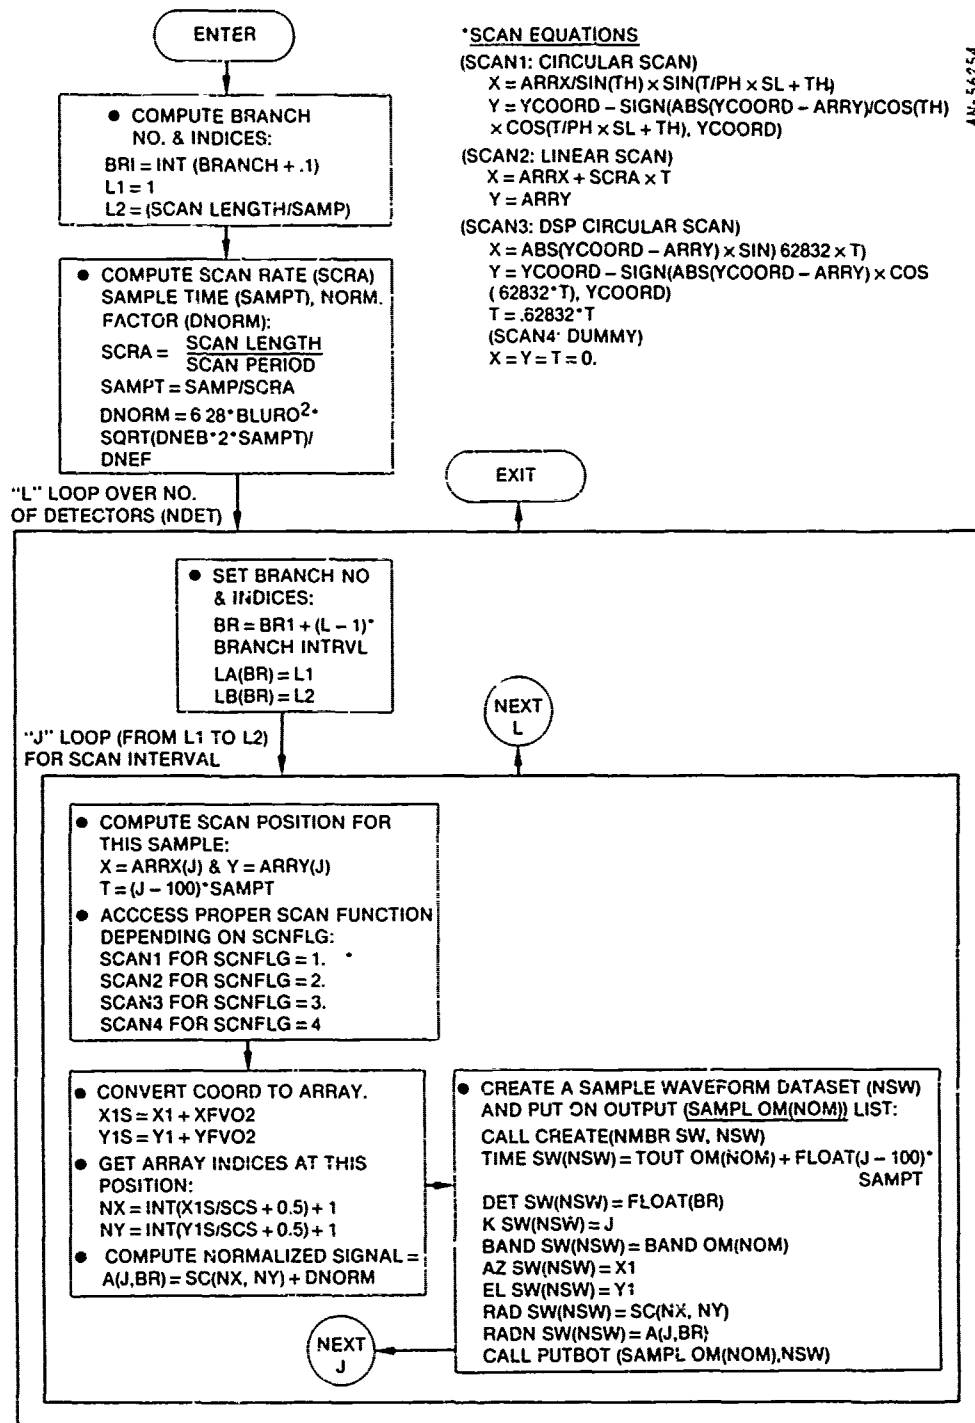 ENTER
• COMPUTE BRANCH
NO. & INDICES:
BRI = INT (BRANCH + .1)
L1 = 1
L2 = (SCAN LENGTH/SAMP)
• COMPUTE SCAN RATE (SCRA)
SAMPLE TIME (SAMPT), NORM.
FACTOR (DNORM):
SCRA = SCAN LENGTH
SCAN PERIOD
SAMPT = SAMP/SCRA
DNORM = 6 28*BLURO2*
SQRT(DNEB*2*SAMPT)/
DNEF
*SCAN EQUATIONS
(SCAN1: CIRCULAR SCAN)
X = ARRX/SIN(TH) × SIN(T/PH × SL + TH)
Y = YCOORD – SIGN(ABS(YCOORD – ARRY)/COS(TH)
× COS(T/PH × SL + TH), YCOORD)
(SCAN2: LINEAR SCAN)
X = ARRX + SCRA × T
Y = ARRY
(SCAN3: DSP CIRCULAR SCAN)
X = ABS(YCOORD – ARRY) × SIN) 62832 × T)
Y = YCOORD – SIGN(ABS(YCOORD – ARRY) × COS
( 62832*T), YCOORD)
T = .62832*T
(SCAN4· DUMMY)
X = Y = T = 0.
AN-56254
EXIT
"L" LOOP OVER NO.
OF DETECTORS (NDET)
• SET BRANCH NO
& INDICES:
BR = BR1 + (L – 1)*
BRANCH INTRVL
LA(BR) = L1
LB(BR) = L2
NEXT
L
"J" LOOP (FROM L1 TO L2)
FOR SCAN INTERVAL
• COMPUTE SCAN POSITION FOR
THIS SAMPLE:
X = ARRX(J) & Y = ARRY(J)
T = (J – 100)*SAMPT
• ACCCESS PROPER SCAN FUNCTION
DEPENDING ON SCNFLG:
SCAN1 FOR SCNFLG = 1. *
SCAN2 FOR SCNFLG = 2.
SCAN3 FOR SCNFLG = 3.
SCAN4 FOR SCNFLG = 4
• CONVERT COORD TO ARRAY.
X1S = X1 + XFVO2
Y1S = Y1 + YFVO2
• GET ARRAY INDICES AT THIS
POSITION:
NX = INT(X1S/SCS + 0.5) + 1
NY = INT(Y1S/SCS + 0.5) + 1
• COMPUTE NORMALIZED SIGNAL =
A(J,BR) = SC(NX, NY) + DNORM
• CREATE A SAMPLE WAVEFORM DATASET (NSW)
AND PUT ON OUTPUT (SAMPL OM(NOM)) LIST:
CALL CREATE(NMBR SW, NSW)
TIME SW(NSW) = TOUT OM(NOM) + FLOAT(J – 100)*
SAMPT
DET SW(NSW) = FLOAT(BR)
K SW(NSW) = J
BAND SW(NSW) = BAND OM(NOM)
AZ SW(NSW) = X1
EL SW(NSW) = Y1
RAD SW(NSW) = SC(NX, NY)
RADN SW(NSW) = A(J,BR)
CALL PUTBOT (SAMPL OM(NOM),NSW)
NEXT
J